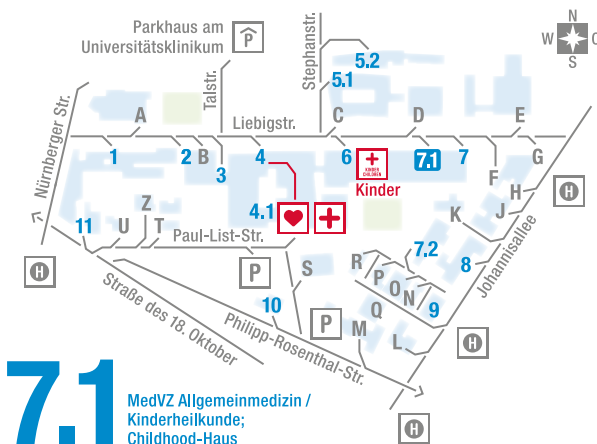 Parkhaus am
Universitätsklinikum
P
N
W
O
S
Stephanstr.
5.2
5.1
Talstr.
Nürnberger Str.
A
Liebigstr.
C
D
E
1
2
B
3
4
6
KINDER
CHILDREN
Kinder
7.1
7
F
G
H
H
J
K
4.1
11
U
Z
T
Paul-List-Str.
P
S
7.2
R
P
O
N
9
8
Johannisallee
H
Straße des 18. Oktober
10
Philipp-Rosenthal-Str.
P
Q
M
L
H
H
7.1
MedVZ Allgemeinmedizin /
Kinderheilkunde;
Childhood-Haus